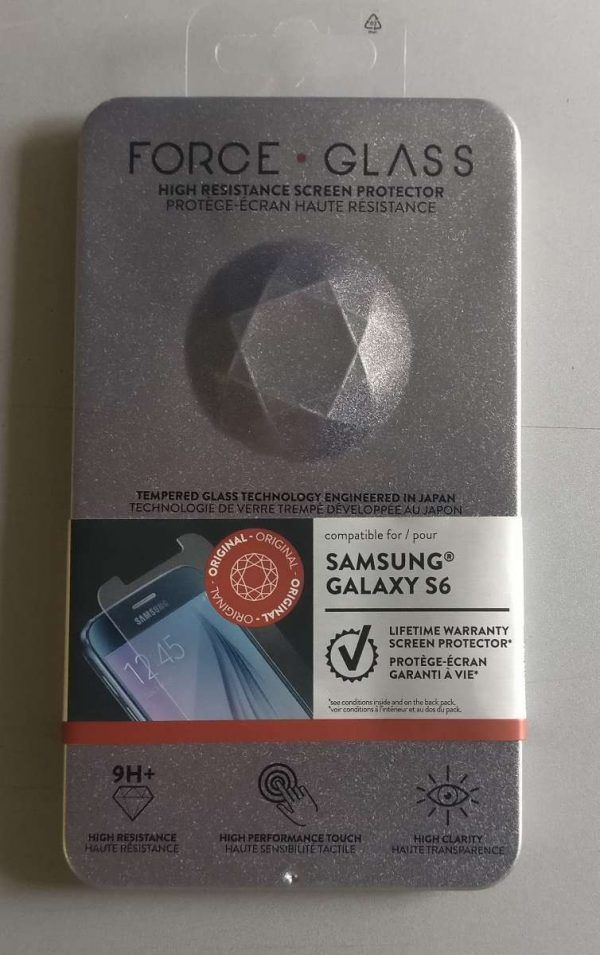 FORCE • GLASS
HIGH RESISTANCE SCREEN PROTECTOR
PROTÈGE-ÉCRAN HAUTE RÉSISTANCE
TEMPERED GLASS TECHNOLOGY ENGINEERED IN JAPAN
TECHNOLOGIE DE VERRE TREMPÉ DÉVELOPPÉE AU JAPON
ORIGINAL - ORIGINAL - ORIGINAL - ORIGINAL -
SAMSUNG
12:45
compatible for / pour
SAMSUNG®
GALAXY S6
LIFETIME WARRANTY
SCREEN PROTECTOR*
PROTÈGE-ÉCRAN
GARANTI À VIE*
*see conditions inside and on the back pack.
*voir conditions à l'intérieur et au dos du pack.
9H+
HIGH RESISTANCE
HAUTE RÉSISTANCE
HIGH PERFORMANCE TOUCH
HAUTE SENSIBILITÉ TACTILE
HIGH CLARITY
HAUTE TRANSPARENCE